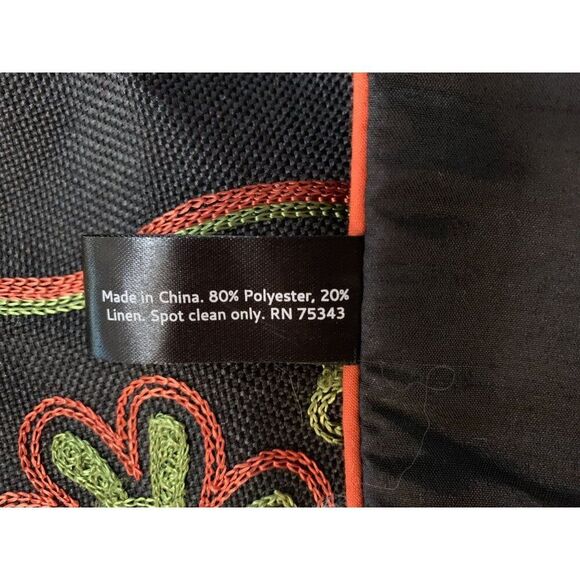 Made in China. 80% Polyester, 20%
Linen. Spot clean only. RN 75343